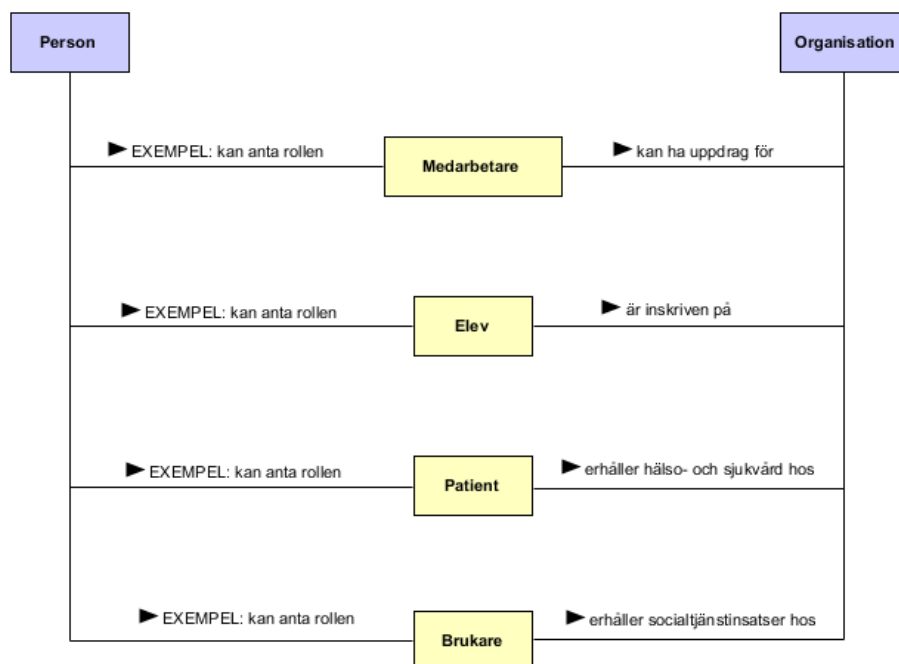 Person
Organisation
EXEMPEL: kan anta rollen
Medarbetare
kan ha uppdrag för
EXEMPEL: kan anta rollen
Elev
är inskriven på
EXEMPEL: kan anta rollen
Patient
erhåller hälso- och sjukvård hos
EXEMPEL: kan anta rollen
Brukare
erhåller socialtjänstinsatser hos